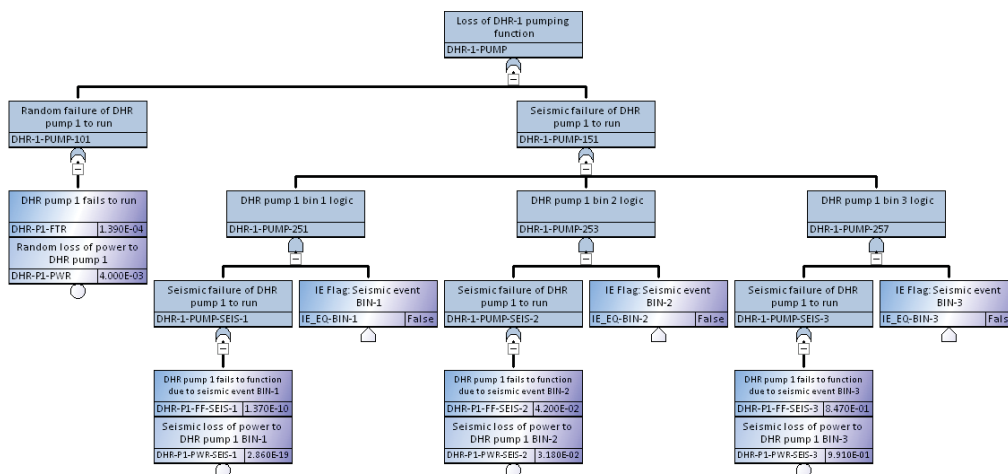 Loss of DHR-1 pumping
function
DHR-1-PUMP
Random failure of DHR
pump 1 to run
DHR-1-PUMP-101
Seismic failure of DHR
pump 1 to run
DHR-1-PUMP-151
DHR pump 1 fails to run
DHR-P1-FTR 1.390E-04
Random loss of power to
DHR pump 1
DHR-P1-PWR 4.000E-03
DHR pump 1 bin 1 logic
DHR-1-PUMP-251
DHR pump 1 bin 2 logic
DHR-1-PUMP-253
DHR pump 1 bin 3 logic
DHR-1-PUMP-257
Seismic failure of DHR
pump 1 to run
DHR-1-PUMP-SEIS-1
IE Flag: Seismic event
BIN-1
IE_EQ-BIN-1 False
Seismic failure of DHR
pump 1 to run
DHR-1-PUMP-SEIS-2
IE Flag: Seismic event
BIN-2
IE_EQ-BIN-2 False
Seismic failure of DHR
pump 1 to run
DHR-1-PUMP-SEIS-3
IE Flag: Seismic event
BIN-3
IE_EQ-BIN-3 False
DHR pump 1 fails to function
due to seismic event BIN-1
DHR-P1-FF-SEIS-1 1.370E-10
Seismic loss of power to
DHR pump 1 BIN-1
DHR-P1-PWR-SEIS-1 2.860E-19
DHR pump 1 fails to function
due to seismic event BIN-2
DHR-P1-FF-SEIS-2 4.200E-02
Seismic loss of power to
DHR pump 1 BIN-2
DHR-P1-PWR-SEIS-2 3.180E-02
DHR pump 1 fails to function
due to seismic event BIN-3
DHR-P1-FF-SEIS-3 8.470E-01
Seismic loss of power to
DHR pump 1 BIN-3
DHR-P1-PWR-SEIS-3 9.910E-01